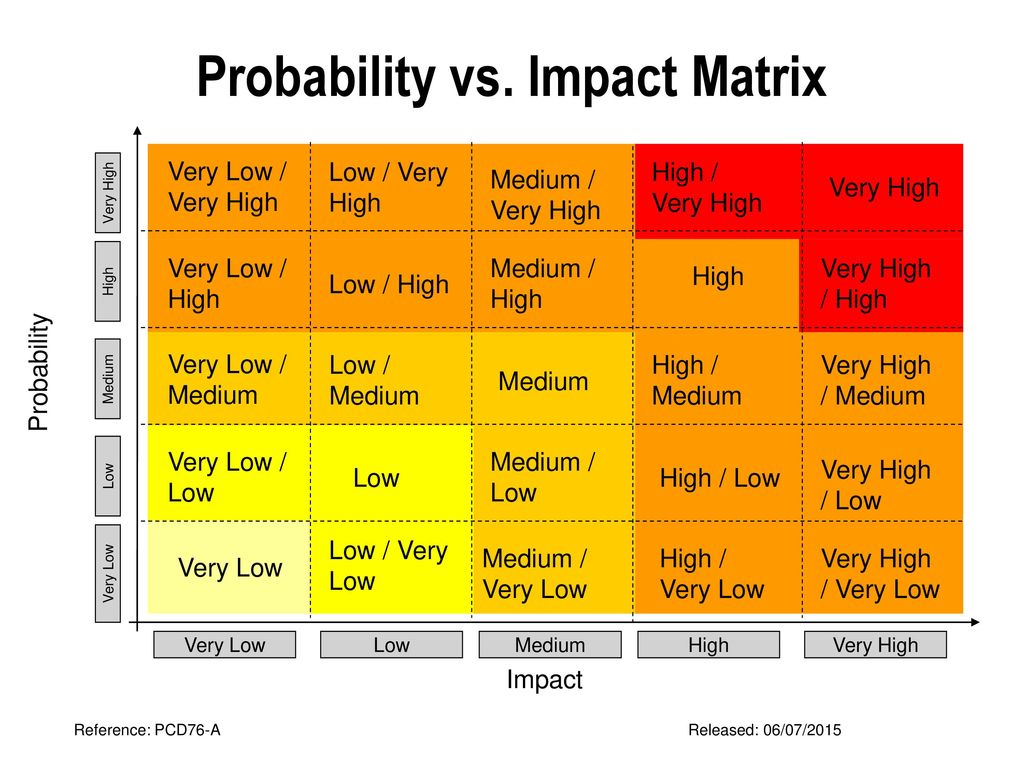 Probability vs. Impact Matrix
Probability
Very High
Very Low /
Very High
Low / Very
High
Medium /
Very High
High /
Very High
Very High
High
Very Low /
High
Low / High
Medium /
High
High
Very High
/ High
Medium
Very Low /
Medium
Low /
Medium
Medium
High /
Medium
Very High
/ Medium
Low
Very Low /
Low
Low
Medium /
Low
High / Low
Very High
/ Low
Very Low
Very Low
Low / Very
Low
Medium /
Very Low
High /
Very Low
Very High
/ Very Low
Very Low
Low
Medium
High
Very High
Impact
Reference: PCD76-A
Released: 06/07/2015